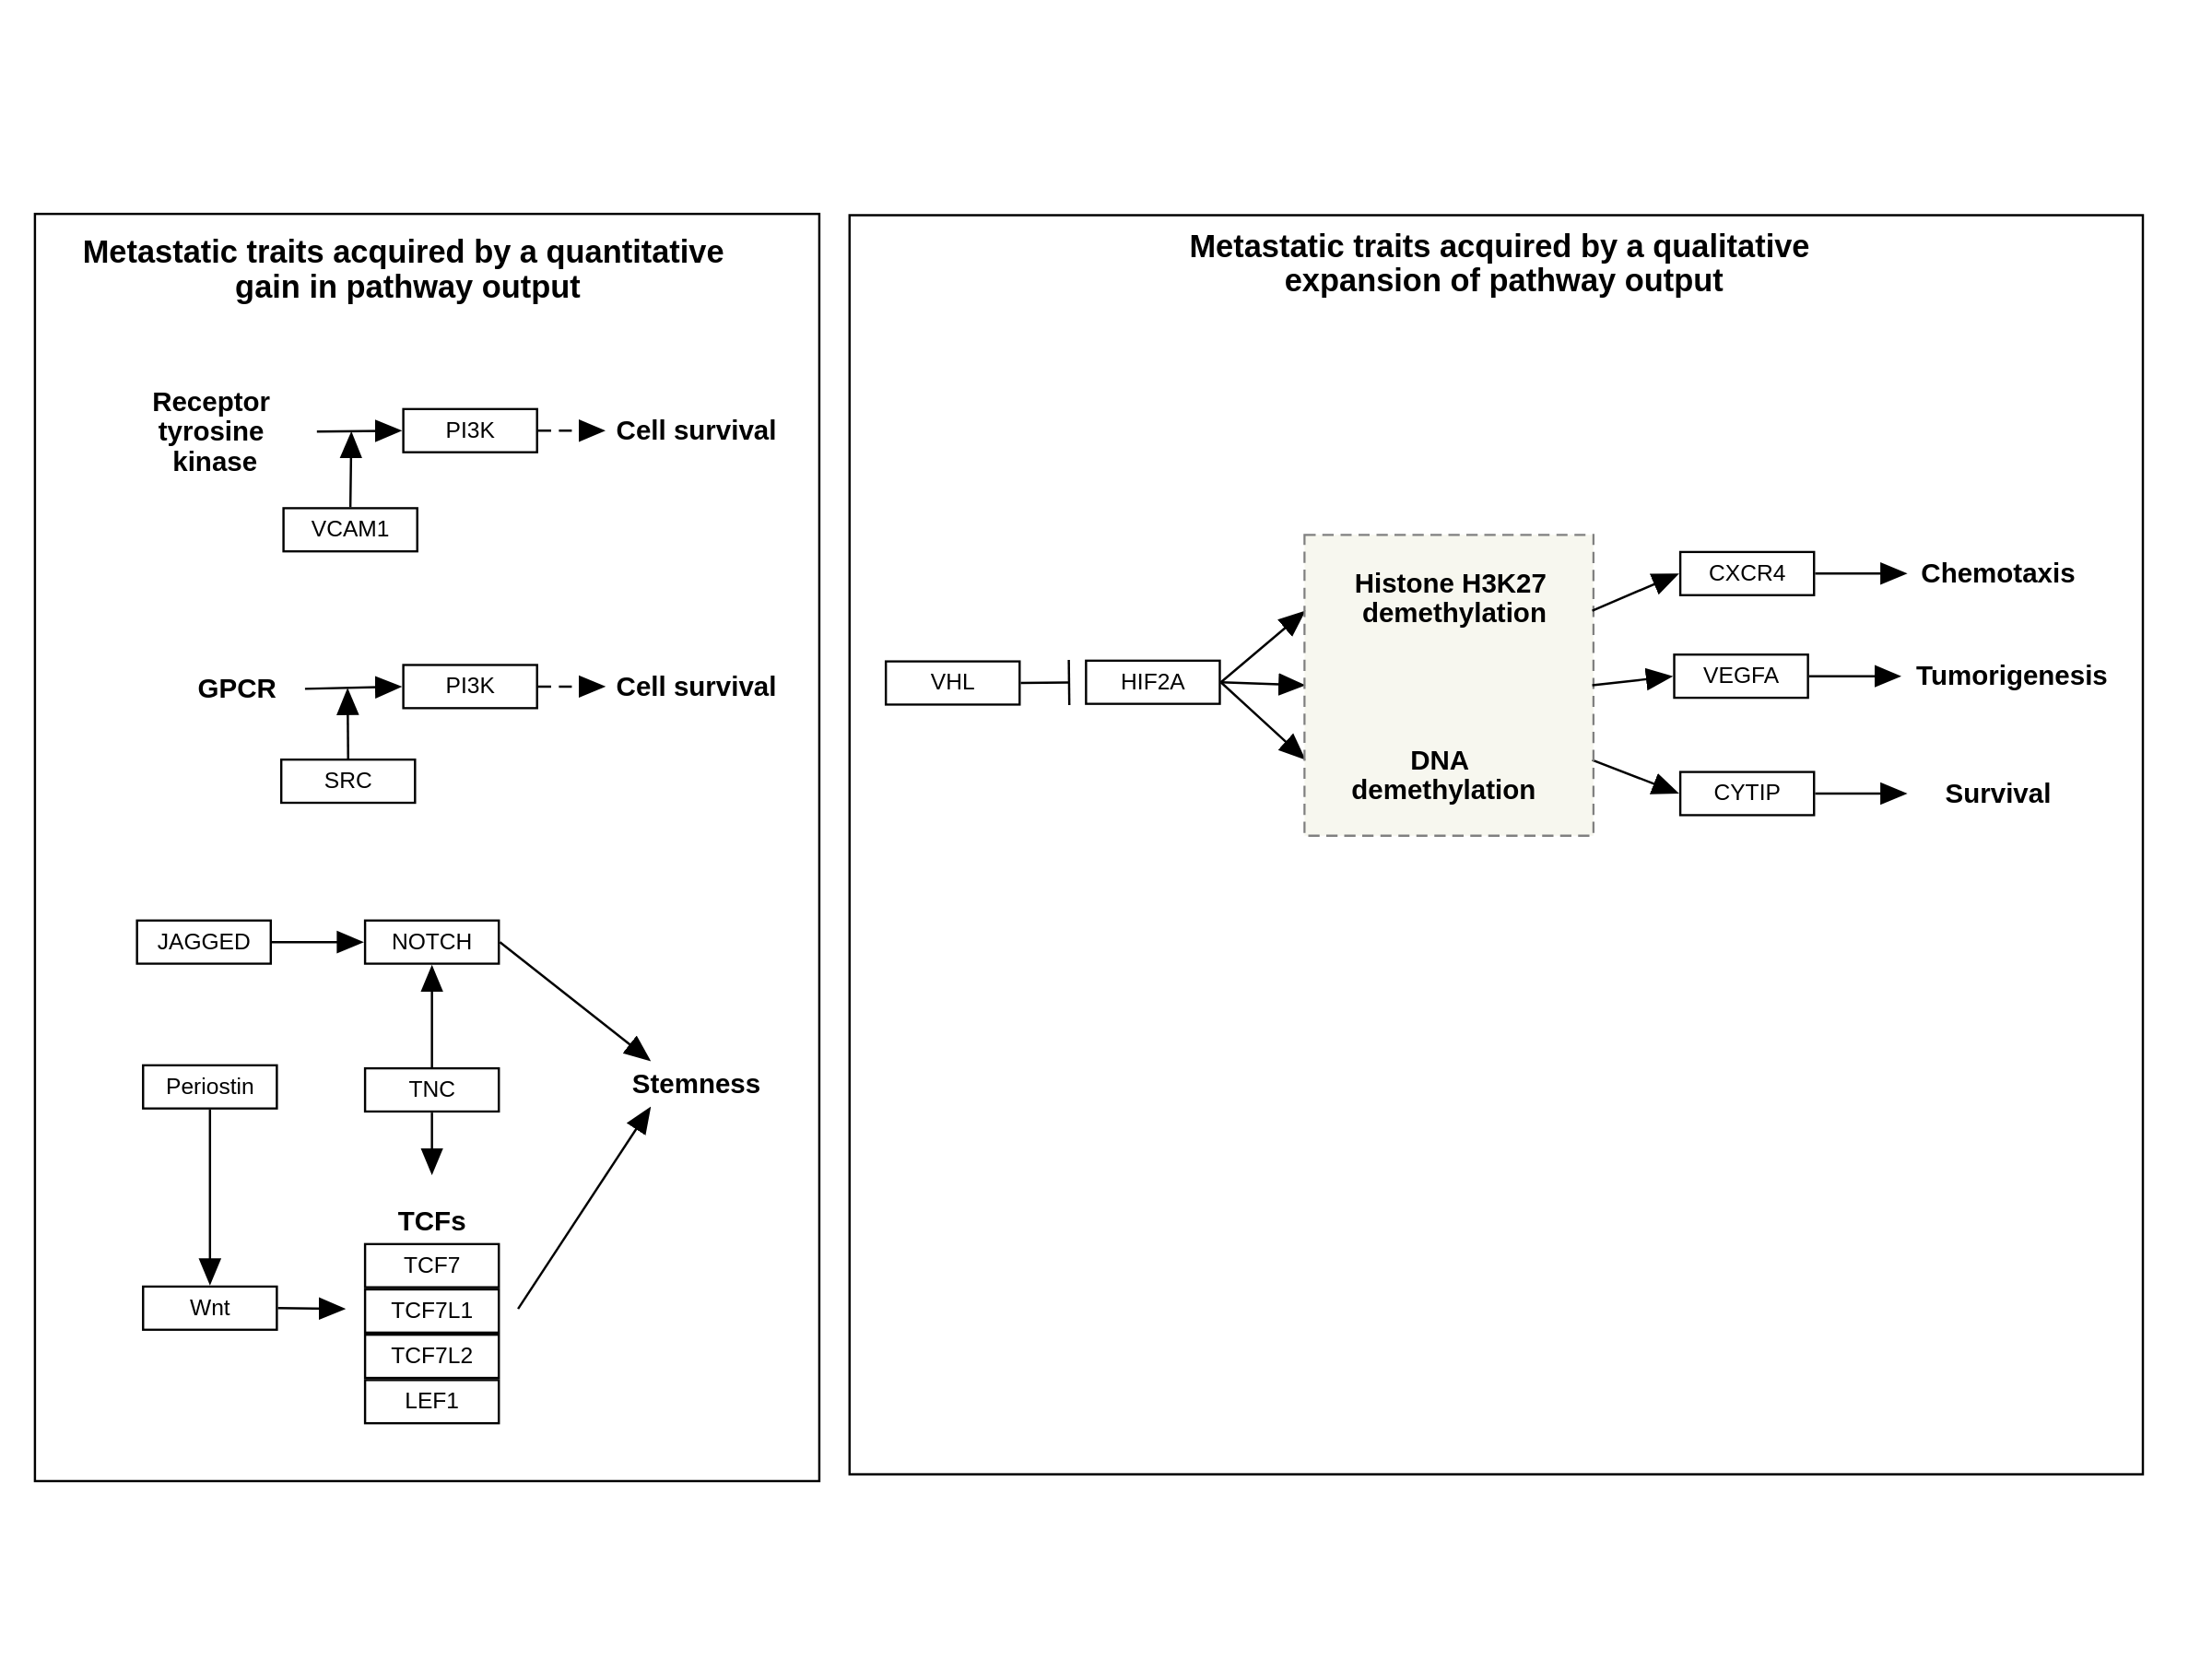 Metastatic traits acquired by a quantitative
gain in pathway output
Receptor
tyrosine
kinase
PI3K
Cell survival
VCAM1
GPCR
PI3K
Cell survival
SRC
JAGGED
NOTCH
Periostin
TNC
Stemness
TCFs
TCF7
Wnt
TCF7L1
TCF7L2
LEF1
Metastatic traits acquired by a qualitative
expansion of pathway output
VHL
HIF2A
Histone H3K27
demethylation
DNA
demethylation
CXCR4
Chemotaxis
VEGFA
Tumorigenesis
CYTIP
Survival